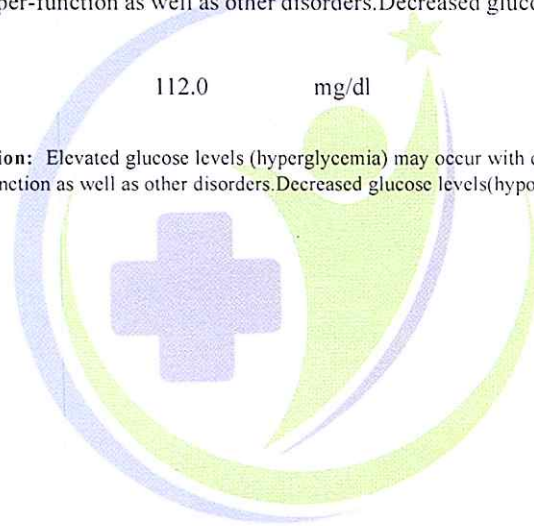 per-function as well as other disorders.Decreased gluco
112.0 mg/dl
ion: Elevated glucose levels (hyperglycemia) may occur with
nction as well as other disorders.Decreased glucose levels(hypo